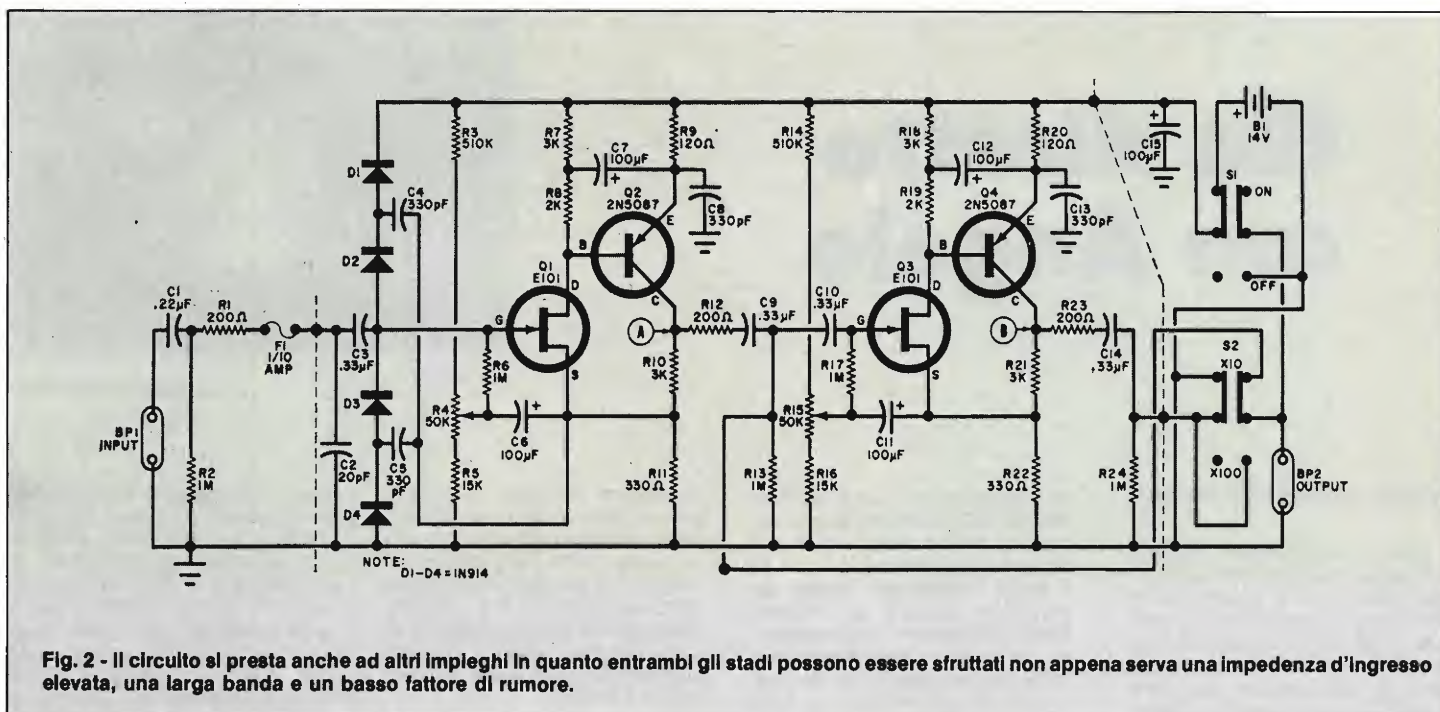 BP1
INPUT
C1
.22µF
R1
200Ω
F1
1/10
AMP
R2
1M
C2
20pF
C3
.33µF
D1
D2
D3
D4
C4
330pF
C5
330
pF
NOTE:
D1-D4=1N914
R3
510K
R4
50K
R5
15K
R6
1M
C6
100µF
R7
3K
R8
2K
C7
100µF
+
Q1
E101
G
D
S
Q2
2N5087
B
E
C
R9
120Ω
C8
330pF
A
R10
3K
R11
330Ω
R12
200Ω
C9
.33µF
R13
1M
C10
.33µF
R14
510K
R15
50K
R16
15K
R17
1M
C11
100µF
+
R18
3K
R19
2K
C12
100µF
+
Q3
E101
G
D
S
Q4
2N5087
B
E
C
R20
120Ω
C13
330pF
B
R21
3K
R22
330Ω
R23
200Ω
C14
.33µF
R24
1M
C15
100µF
+
B1
14V
+
S1
ON
OFF
S2
X10
X100
BP2
OUTPUT
Fig. 2 - Il circuito si presta anche ad altri impieghi in quanto entrambi gli stadi possono essere sfruttati non appena serva una impedenza d'ingresso
elevata, una larga banda e un basso fattore di rumore.